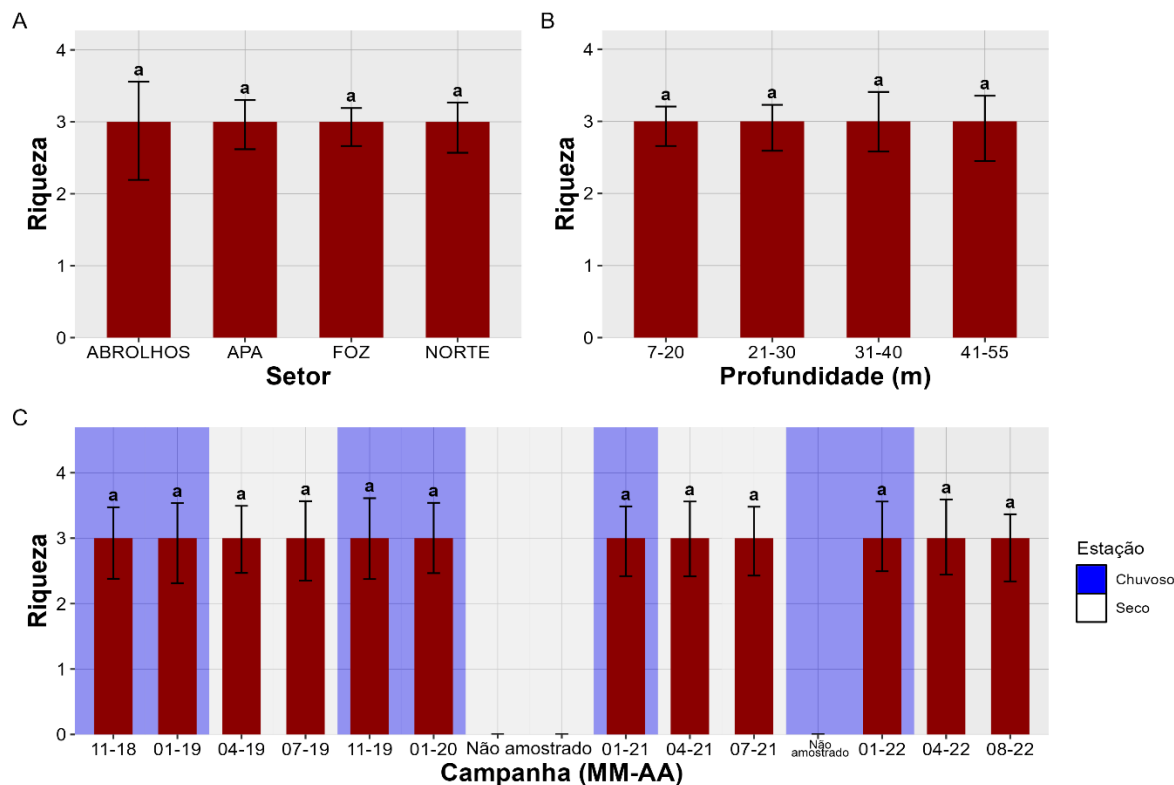 A
4
3
2
1
0
Riqueza
a a a a
ABROLHOS APA FOZ NORTE
Setor
B
4
3
2
1
0
Riqueza
a a a a
7-20 21-30 31-40 41-55
Profundidade (m)
C
4
3
2
1
0
Riqueza
a a a a a a a a a a a a
11-18 01-19 04-19 07-19 11-19 01-20 Não amostrado 01-21 04-21 07-21 Não amostrado 01-22 04-22 08-22
Campanha (MM-AA)
Estação
Chuvoso
Seco